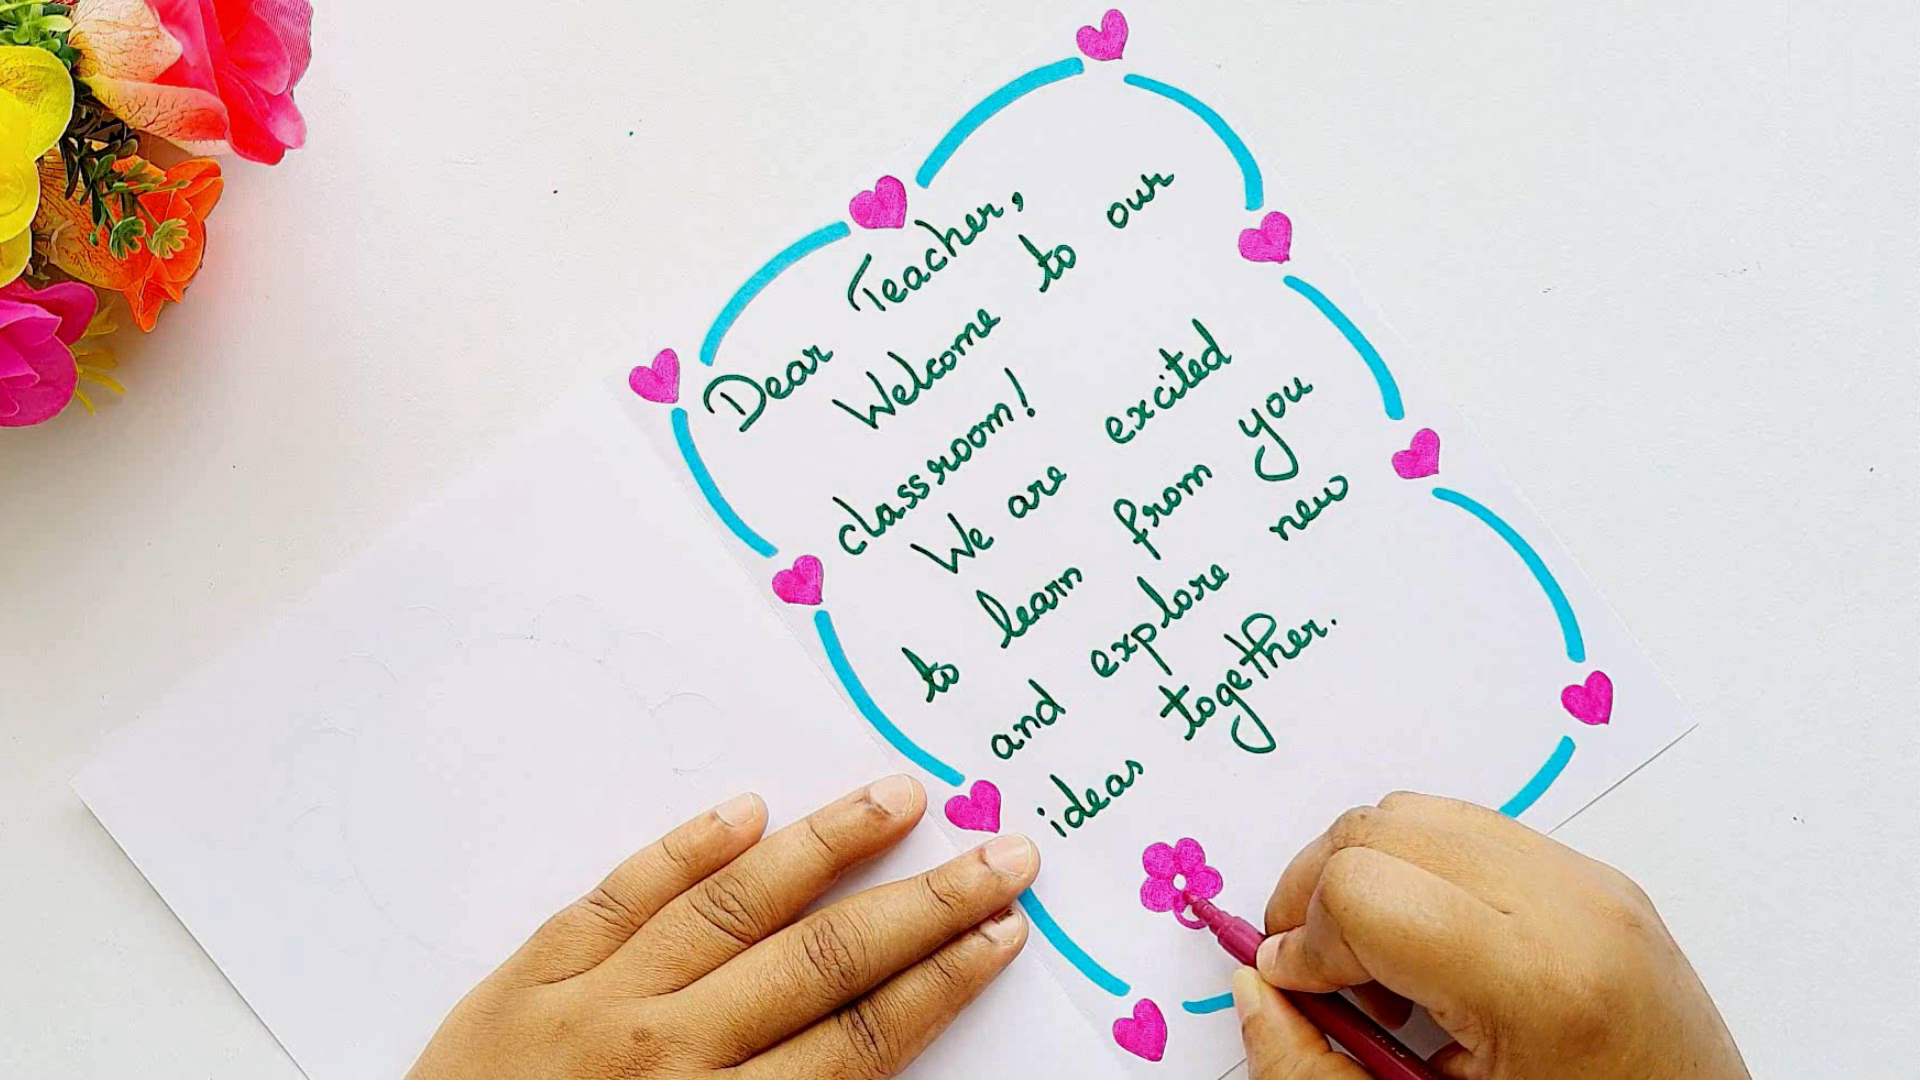 Dear Teacher,
Welcome to our
classroom!
We are excited
to learn from you
and explore new
ideas together.